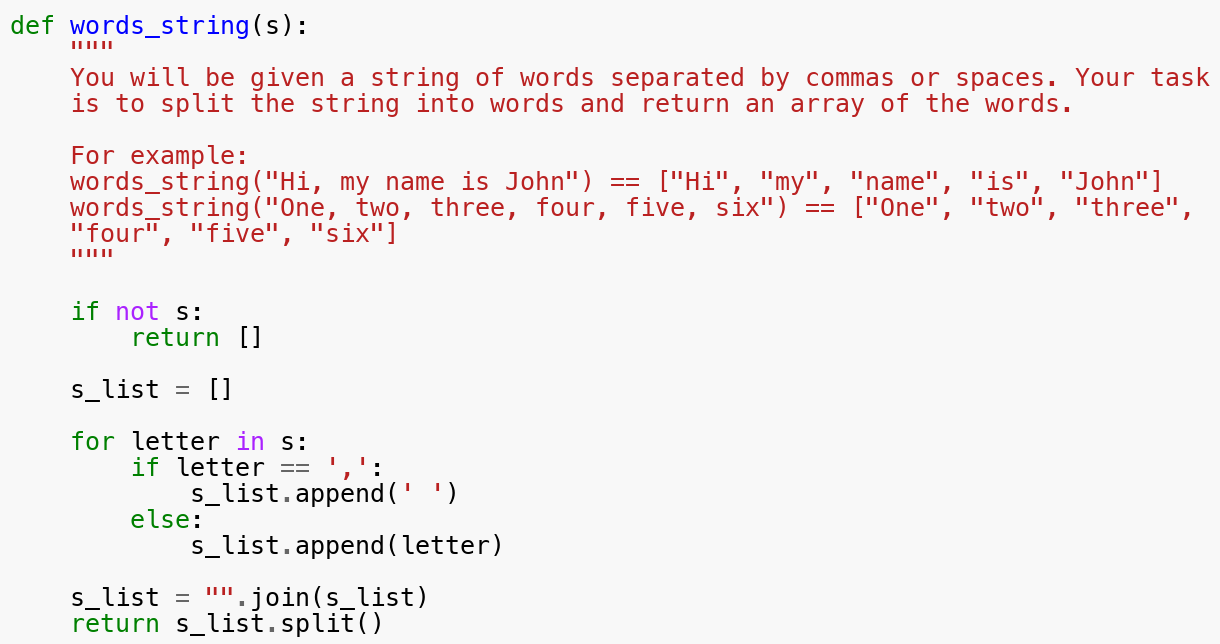 def words_string(s):
    """
    You will be given a string of words separated by commas or spaces. Your task
    is to split the string into words and return an array of the words.

    For example:
    words_string("Hi, my name is John") == ["Hi", "my", "name", "is", "John"]
    words_string("One, two, three, four, five, six") == ["One", "two", "three",
    "four", "five", "six"]
    """

    if not s:
        return []

    s_list = []

    for letter in s:
        if letter == ',':
            s_list.append(' ')
        else:
            s_list.append(letter)

    s_list = "".join(s_list)
    return s_list.split()